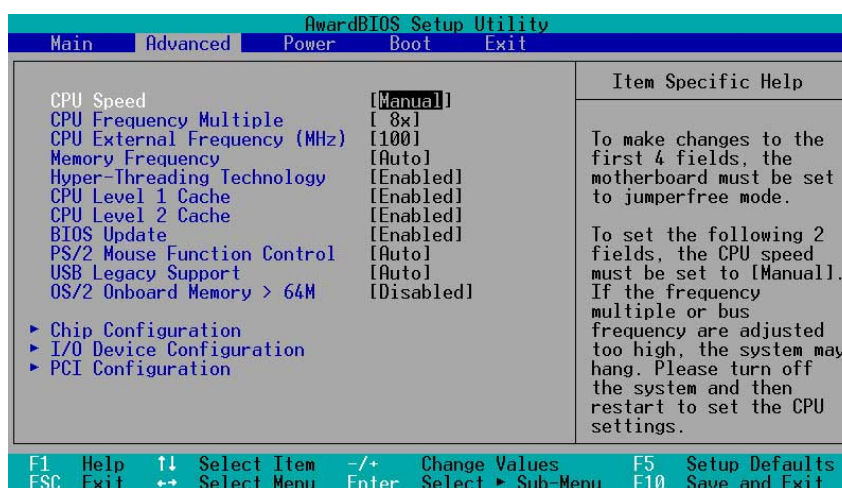 AwardBIOS Setup Utility
Main Advanced Power Boot Exit
CPU Speed [Manual]
CPU Frequency Multiple [ 8x]
CPU External Frequency (MHz) [100]
Memory Frequency [Auto]
Hyper-Threading Technology [Enabled]
CPU Level 1 Cache [Enabled]
CPU Level 2 Cache [Enabled]
BIOS Update [Enabled]
PS/2 Mouse Function Control [Auto]
USB Legacy Support [Auto]
OS/2 Onboard Memory > 64M [Disabled]
▶ Chip Configuration
▶ I/O Device Configuration
▶ PCI Configuration
Item Specific Help
To make changes to the
first 4 fields, the
motherboard must be set
to jumperfree mode.
To set the following 2
fields, the CPU speed
must be set to [Manual].
If the frequency
multiple or bus
frequency are adjusted
too high, the system may
hang. Please turn off
the system and then
restart to set the CPU
settings.
F1 Help ↑↓ Select Item -/+ Change Values F5 Setup Defaults
ESC Exit ←→ Select Menu Enter Select ▶ Sub-Menu F10 Save and Exit